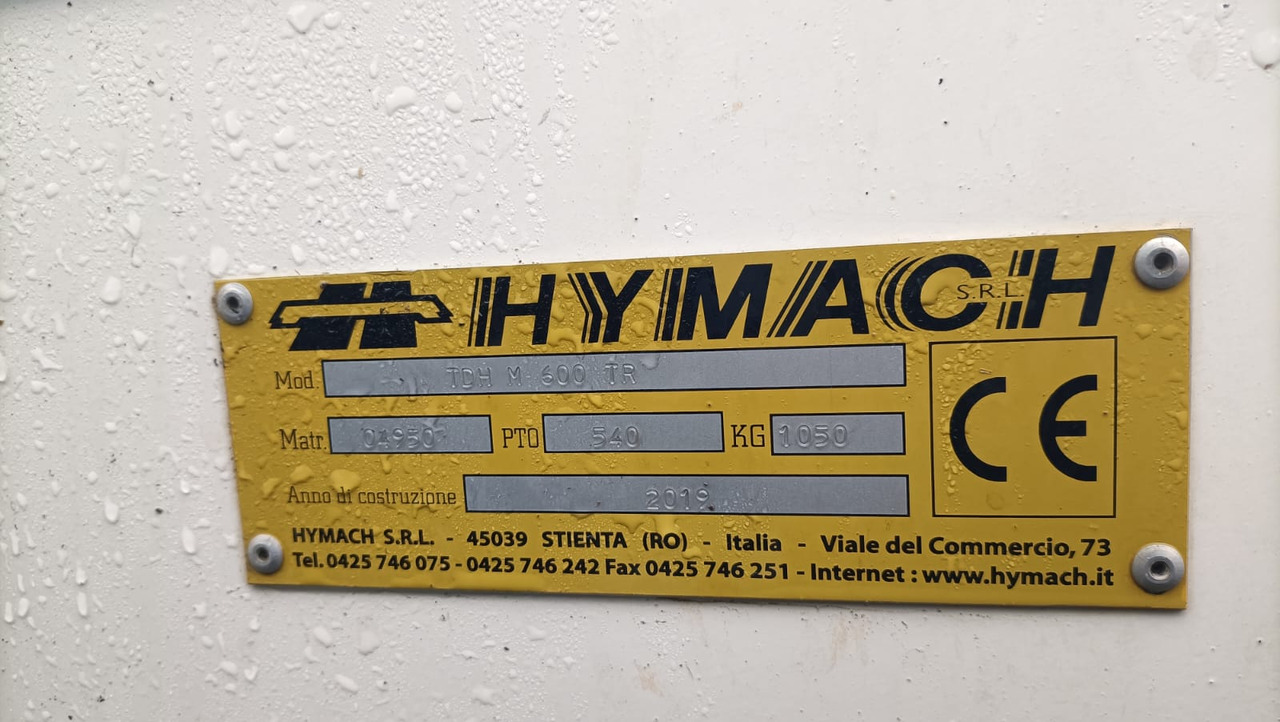 HYMACH S.R.L.
Mod. TDH M 600 TR
Matr. 04950 PTO 540 KG 1050
CE
Anno di costruzione 2019
HYMACH S.R.L. - 45039 STIENTA (RO) - Italia - Viale del Commercio, 73
Tel. 0425 746 075 - 0425 746 242 Fax 0425 746 251 - Internet : www.hymach.it